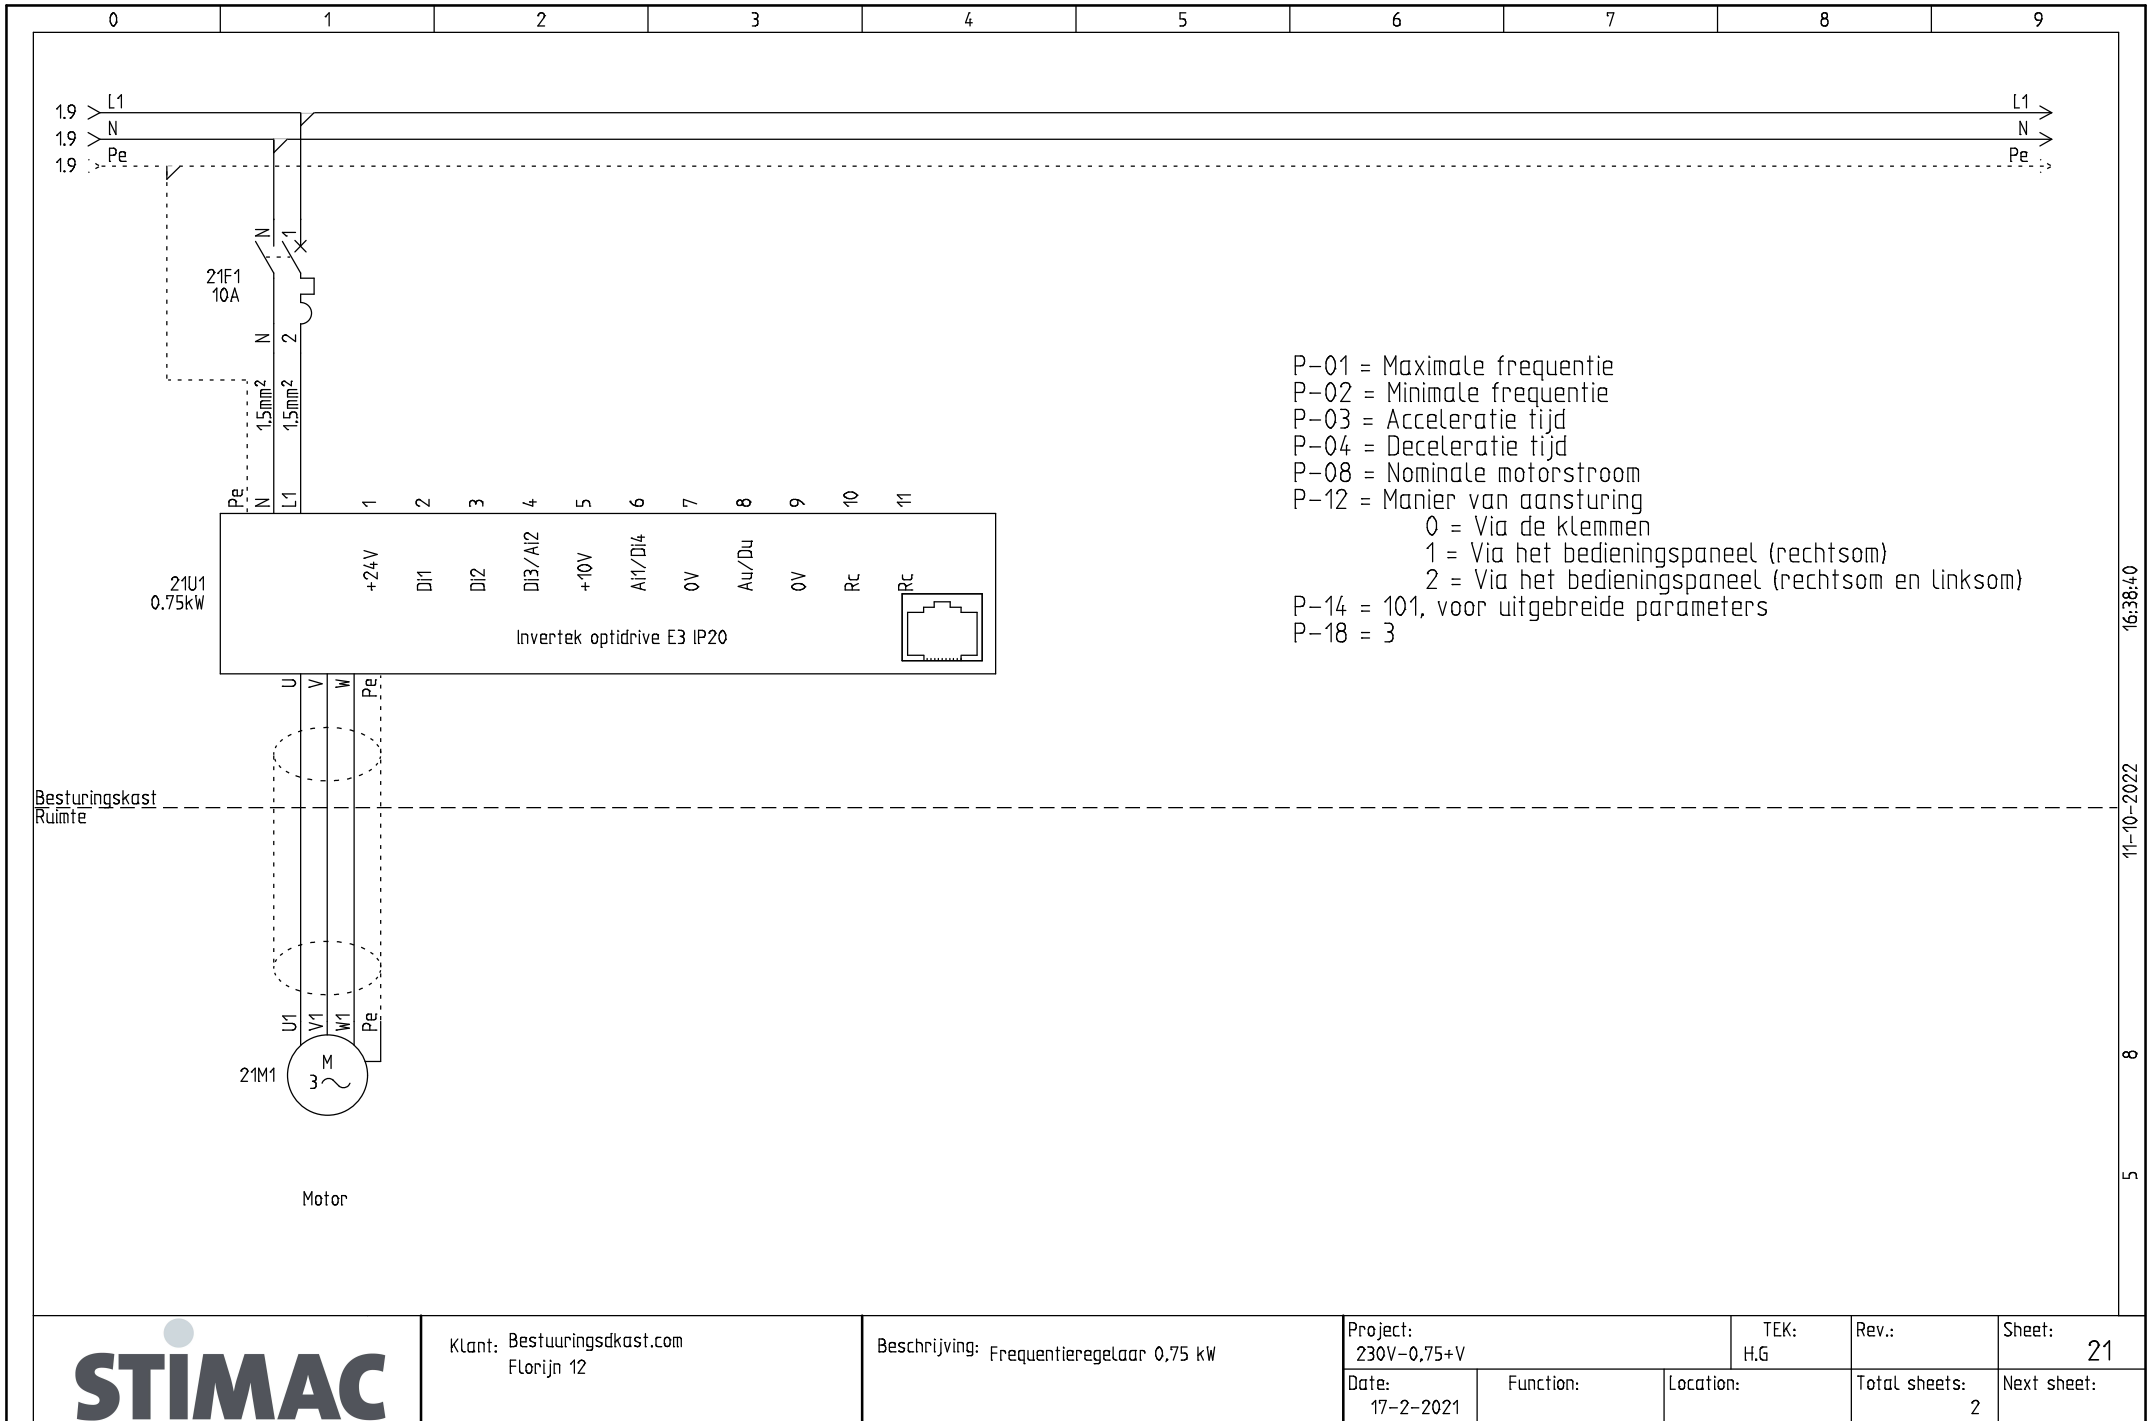 0 1 2 3 4 5 6 7 8 9
1.9 L1 L1
1.9 N N
1.9 Pe Pe
N 1
21F1
10A
N 2
1.5mm² 1.5mm²
P-01 = Maximale frequentie
P-02 = Minimale frequentie
P-03 = Acceleratie tijd
P-04 = Deceleratie tijd
P-08 = Nominale motorstroom
P-12 = Manier van aansturing
0 = Via de klemmen
1 = Via het bedieningspaneel (rechtsom)
2 = Via het bedieningspaneel (rechtsom en linksom)
P-14 = 101, voor uitgebreide parameters
P-18 = 3
Pe N L1 1 2 3 4 5 6 7 8 9 10 11
+24V Di1 Di2 Di3/Ai2 +10V Ai1/Di4 0V Au/Du 0V Rc Rc
21U1
0.75kW
Invertek optidrive E3 IP20
U V W Pe
Besturingskast
Ruimte
U1 V1 W1 Pe
21M1
M
3
Motor
16:38:40
11-10-2022
8
5
STIMAC
Klant: Bestuuringsdkast.com
Florijn 12
Beschrijving: Frequentieregelaar 0,75 kW
Project:
230V-0,75+V
TEK:
H.G
Rev.:
Sheet:
21
Date:
17-2-2021
Function:
Location:
Total sheets:
2
Next sheet: